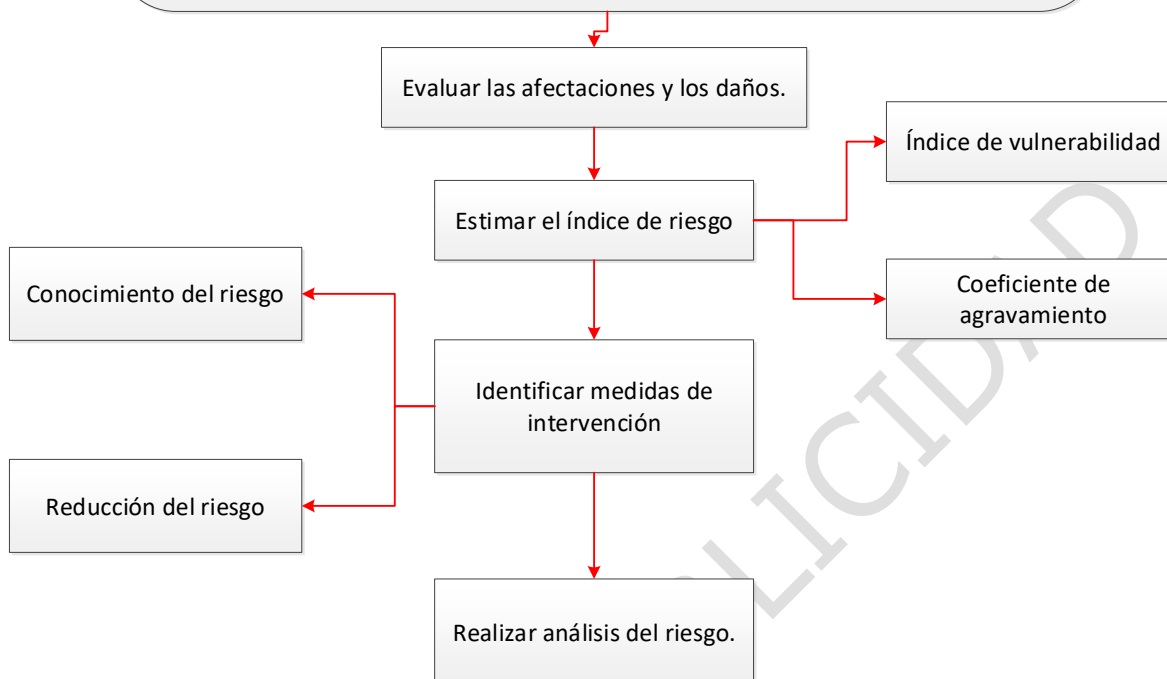 Evaluar las afectaciones y los daños.
Índice de vulnerabilidad
Estimar el índice de riesgo
Conocimiento del riesgo
Coeficiente de
agravamiento
Identificar medidas de
intervención
Reducción del riesgo
Realizar análisis del riesgo.